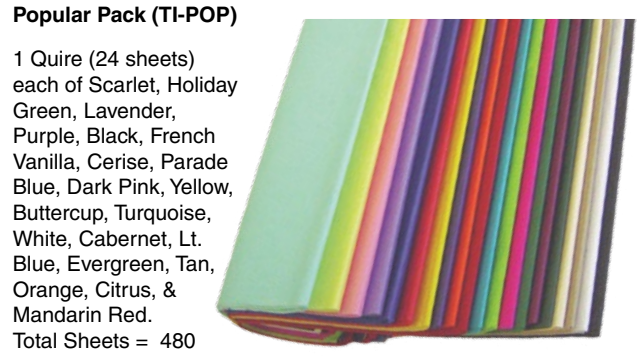 Popular Pack (TI-POP)
1 Quire (24 sheets)
each of Scarlet, Holiday
Green, Lavender,
Purple, Black, French
Vanilla, Cerise, Parade
Blue, Dark Pink, Yellow,
Buttercup, Turquoise,
White, Cabernet, Lt.
Blue, Evergreen, Tan,
Orange, Citrus, &
Mandarin Red.
Total Sheets = 480